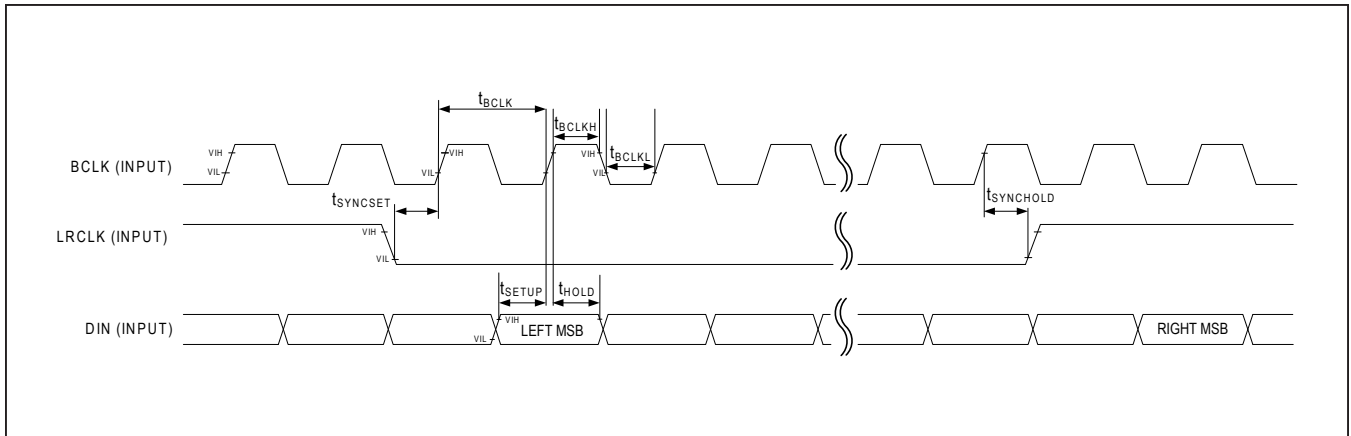 tBCLK
tBCLKH
tBCLKL
BCLK (INPUT)
VIH
VIL
VIH
VIL
VIH
VIL
tSYNCSET
tSYNCHOLD
LRCLK (INPUT)
VIH
VIL
tSETUP
tHOLD
DIN (INPUT)
VIH
VIL
LEFT MSB
RIGHT MSB